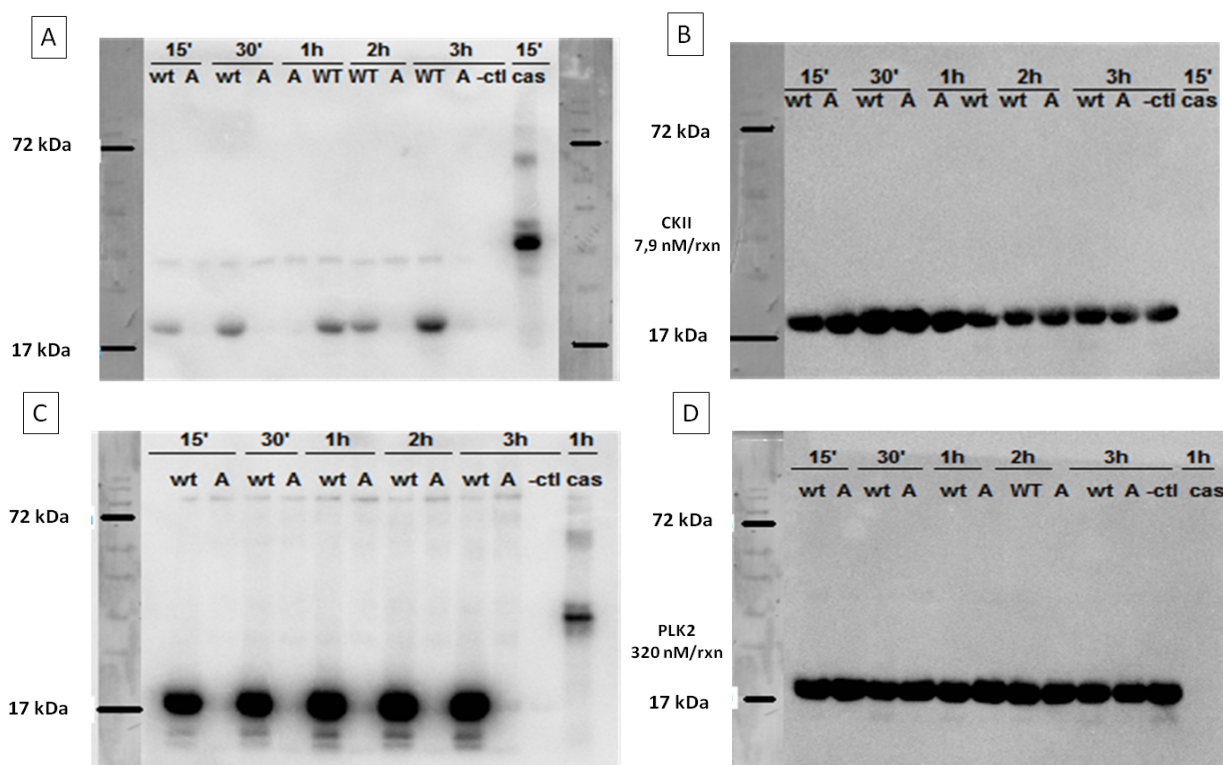 A
15' 30' 1h 2h 3h 15'
wt A wt A A WT WT A WT A -ctl cas
72 kDa
17 kDa
B
15' 30' 1h 2h 3h 15'
wt A wt A A wt wt A wt A -ctl cas
72 kDa
CKII
7,9 nM/rxn
17 kDa
C
15' 30' 1h 2h 3h 1h
wt A wt A wt A wt A wt A -ctl cas
72 kDa
17 kDa
D
15' 30' 1h 2h 3h 1h
wt A wt A wt A WT A wt A -ctl cas
72 kDa
PLK2
320 nM/rxn
17 kDa